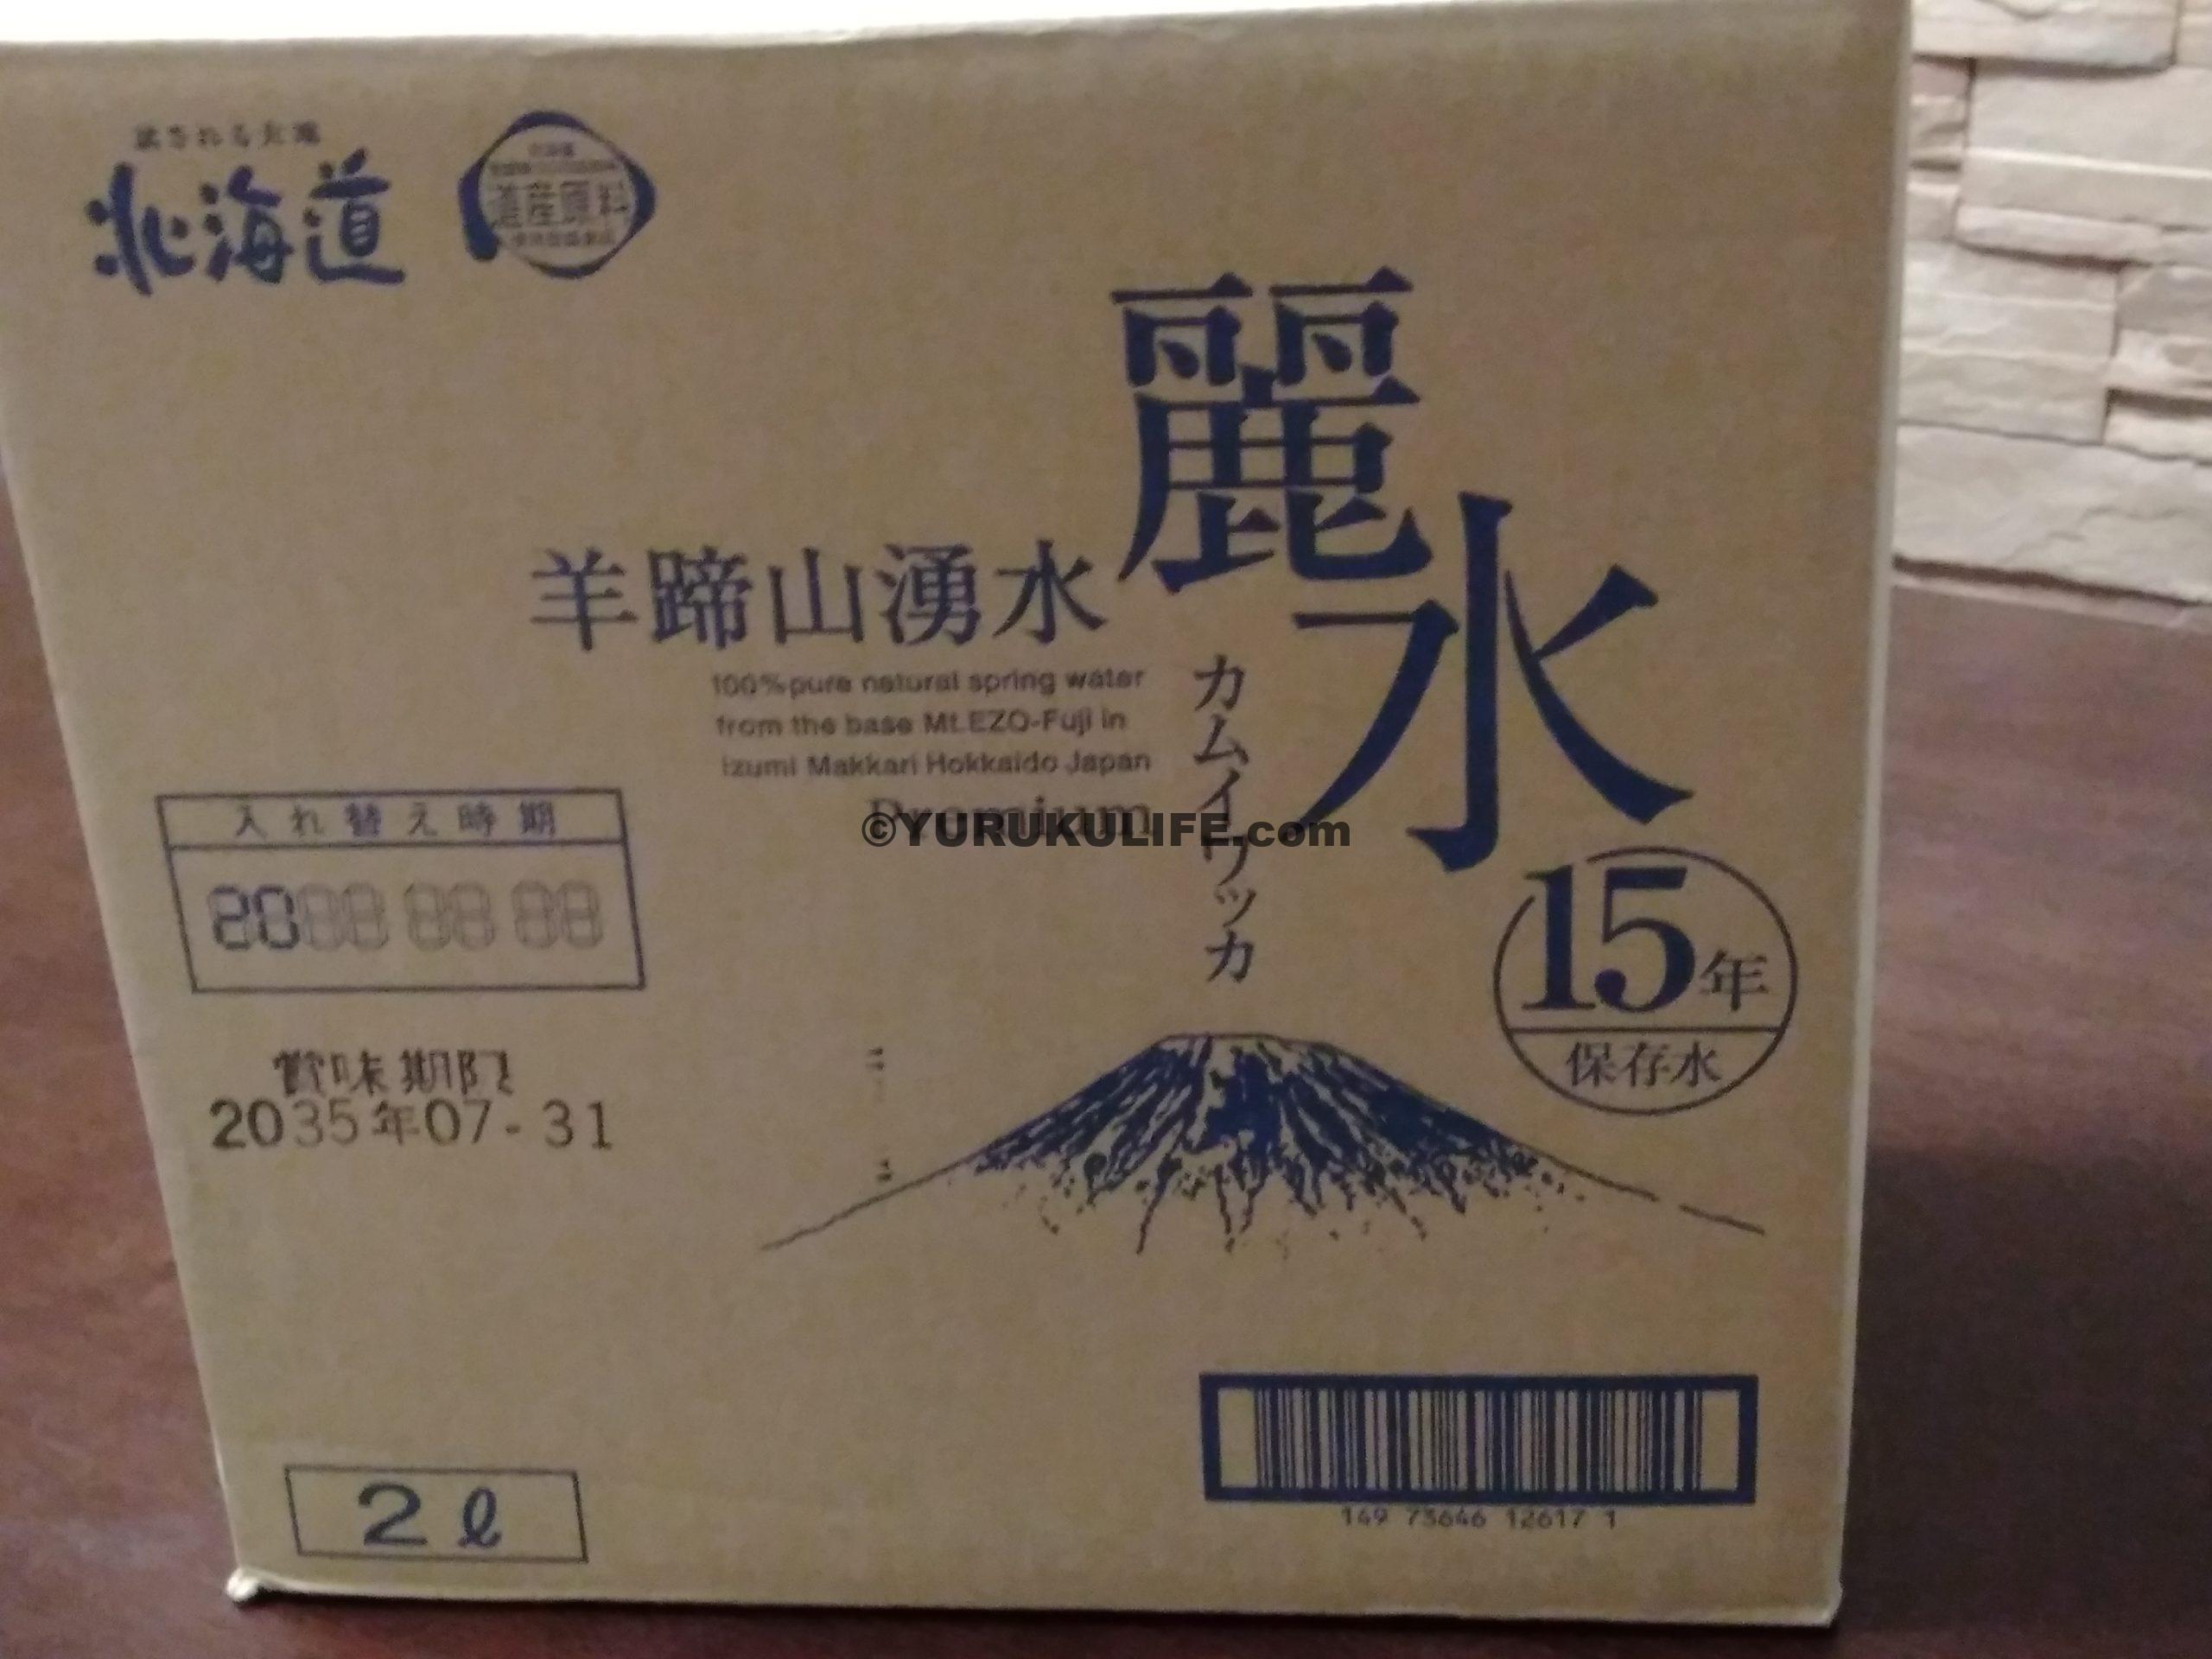 北海道
道産原料
麗水
羊蹄山湧水
100%pure natural spring water
from the base Mt.EZO-Fuji in
Izumi Makkari Hokkaido Japan
Premium
カムイワッカ
©YURUKULIFE.com
入れ替え時期
20
15年
保存水
賞味期限
2035年07-31
2ℓ
149 73646 12617 1